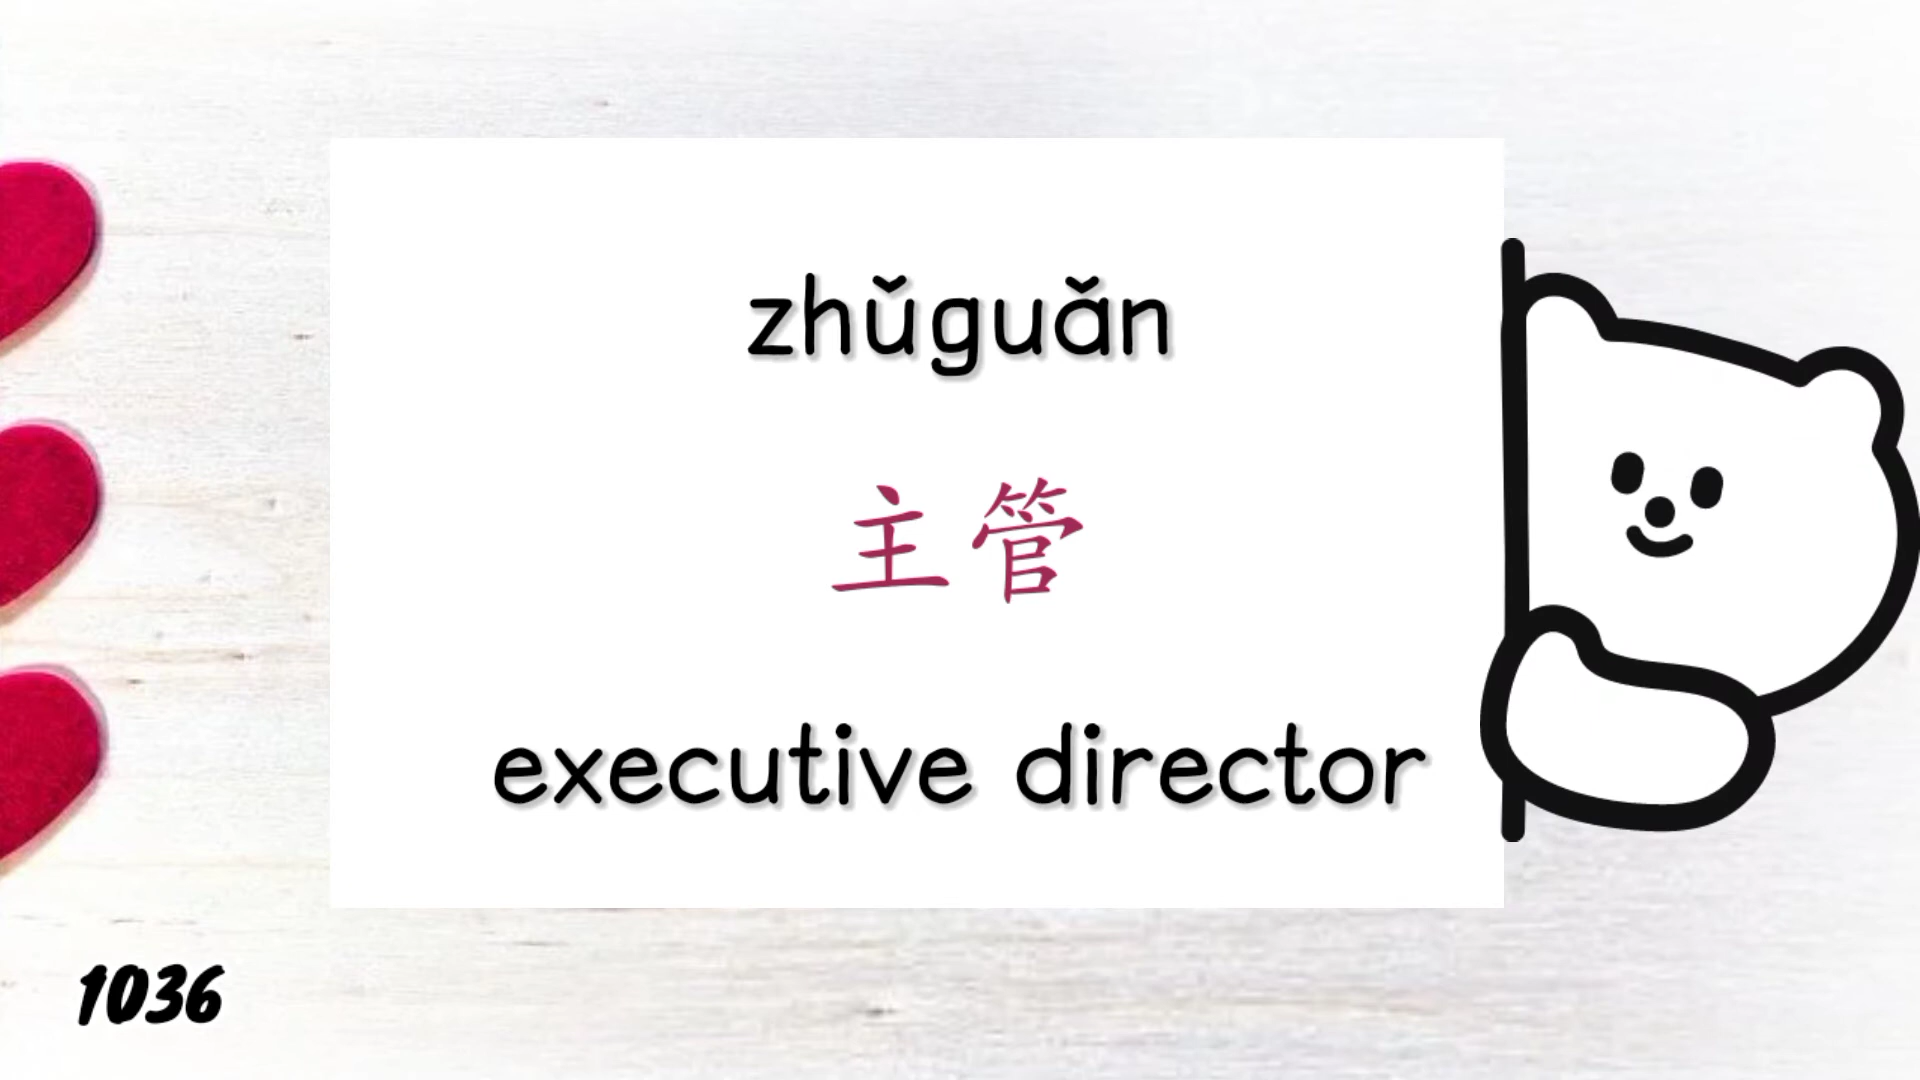 zhǔguǎn
主管
executive director
1036